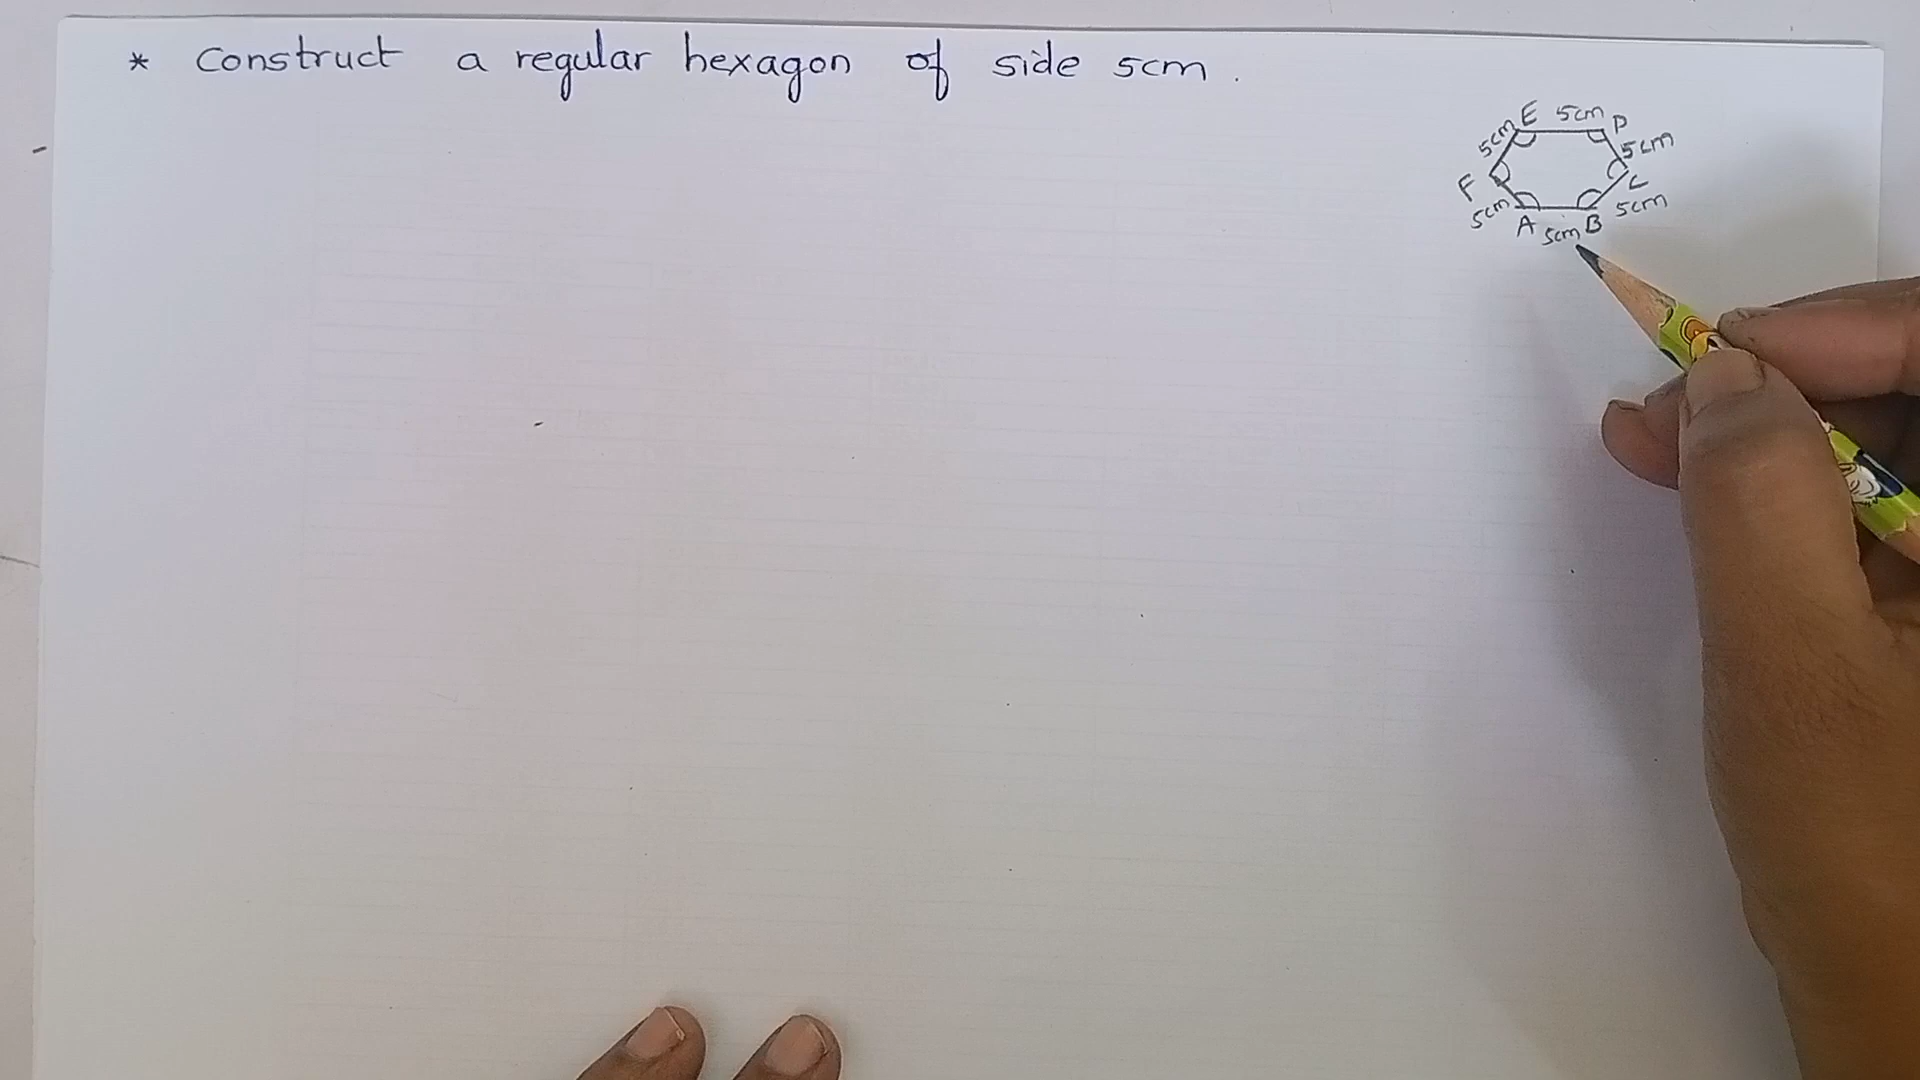 * Construct a regular hexagon of side 5cm.
E 5cm D
5cm 5cm
F C
5cm 5cm
A 5cm B